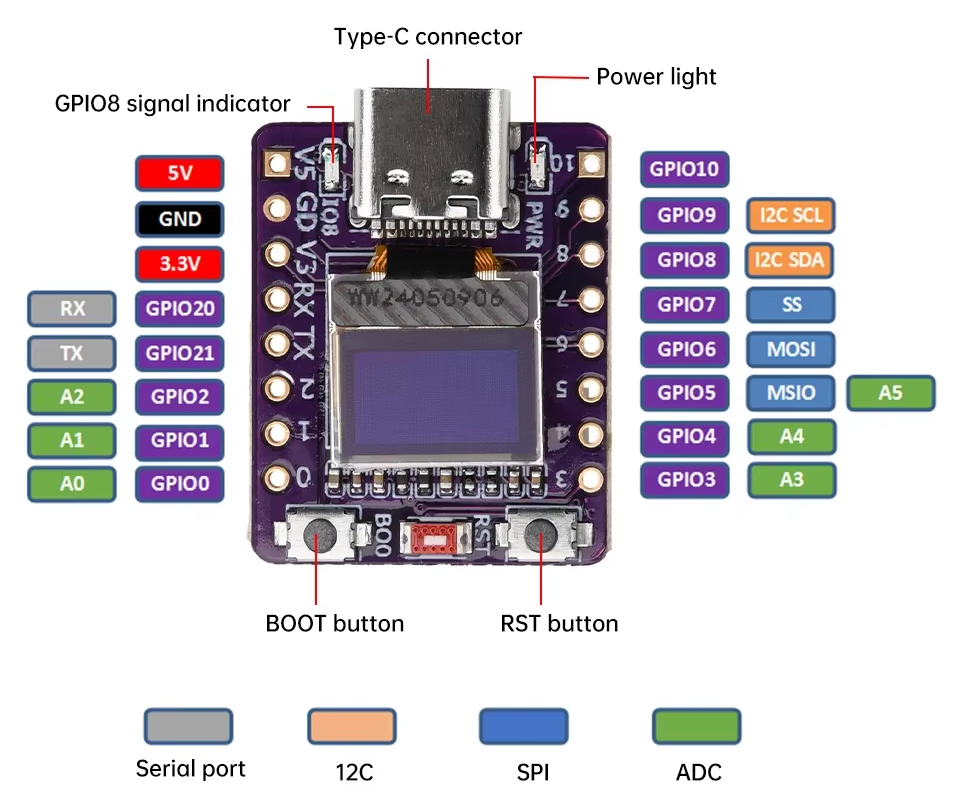 Type-C connector
Power light
GPIO8 signal indicator
5V
GND
3.3V
RX GPIO20
TX GPIO21
A2 GPIO2
A1 GPIO1
A0 GPIO0
V5
GD
V3
RX
TX
2
1
0
IO8
PWR
WW24050906
10
9
8
7
6
5
4
3
BO0
RST
GPIO10
GPIO9 I2C SCL
GPIO8 I2C SDA
GPIO7 SS
GPIO6 MOSI
GPIO5 MSIO A5
GPIO4 A4
GPIO3 A3
BOOT button
RST button
Serial port
12C
SPI
ADC